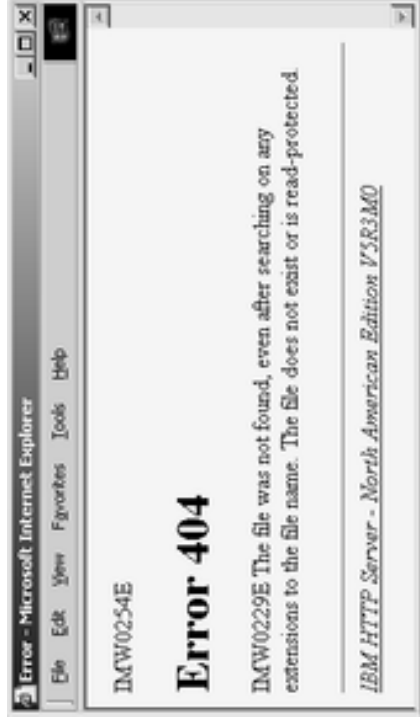 Error - Microsoft Internet Explorer
File Edit View Favorites Tools Help
IMW0254E
Error 404
IMW0229E The file was not found, even after searching on any
extensions to the file name. The file does not exist or is read-protected.
IBM HTTP Server - North American Edition V5R3M0